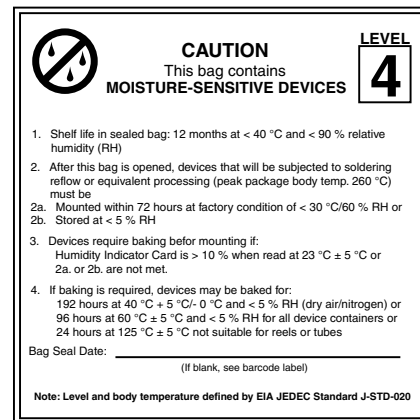 LEVEL
4
CAUTION
This bag contains
MOISTURE-SENSITIVE DEVICES
1. Shelf life in sealed bag: 12 months at < 40 °C and < 90 % relative
humidity (RH)
2. After this bag is opened, devices that will be subjected to soldering
reflow or equivalent processing (peak package body temp. 260 °C)
must be
2a. Mounted within 72 hours at factory condition of < 30 °C/60 % RH or
2b. Stored at < 5 % RH
3. Devices require baking befor mounting if:
Humidity Indicator Card is > 10 % when read at 23 °C ± 5 °C or
2a. or 2b. are not met.
4. If baking is required, devices may be baked for:
192 hours at 40 °C + 5 °C/- 0 °C and < 5 % RH (dry air/nitrogen) or
96 hours at 60 °C ± 5 °C and < 5 % RH for all device containers or
24 hours at 125 °C ± 5 °C not suitable for reels or tubes
Bag Seal Date:
(If blank, see barcode label)
Note: Level and body temperature defined by EIA JEDEC Standard J-STD-020